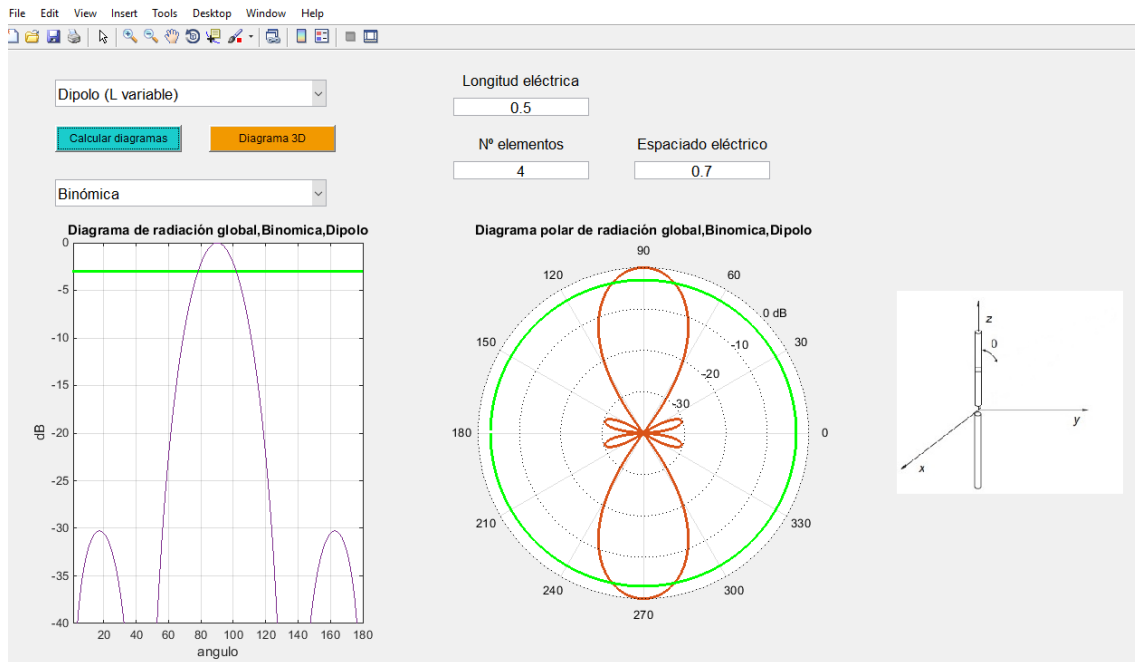 File Edit View Insert Tools Desktop Window Help
Dipolo (L variable)
Longitud eléctrica
0.5
Calcular diagramas
Diagrama 3D
Nº elementos
Espaciado eléctrico
4
0.7
Binómica
Diagrama de radiación global,Binomica,Dipolo
0
-5
-10
-15
-20
-25
-30
-35
-40
dB
20 40 60 80 100 120 140 160 180
angulo
Diagrama polar de radiación global,Binomica,Dipolo
90
120
60
0 dB
150
-10
30
-20
-30
180
0
210
330
240
300
270
z
θ
y
x